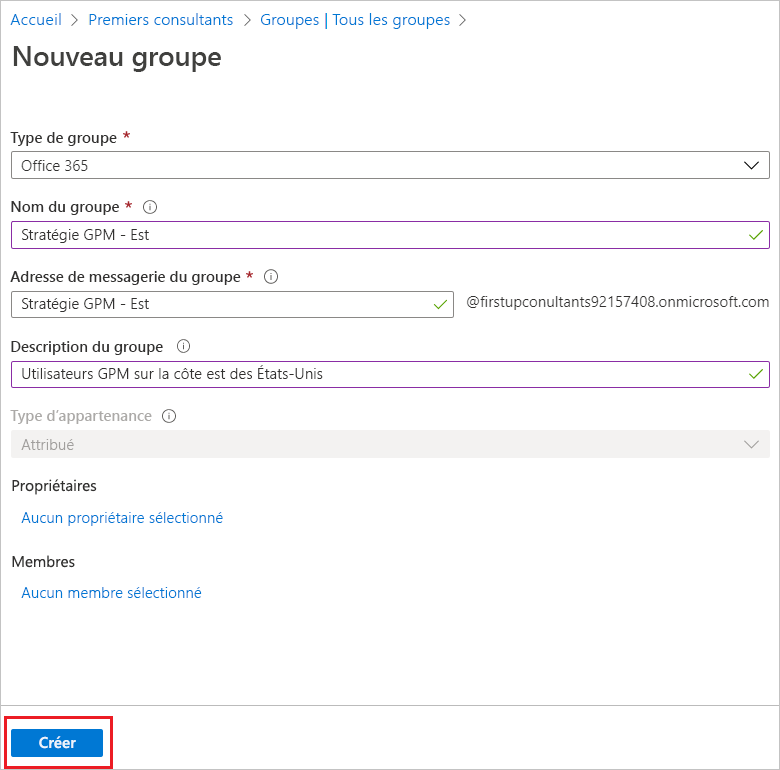 Accueil > Premiers consultants > Groupes | Tous les groupes >
Nouveau groupe
Type de groupe *
Office 365
Nom du groupe *
Stratégie GPM - Est
Adresse de messagerie du groupe *
Stratégie GPM - Est @firstupconultants92157408.onmicrosoft.com
Description du groupe
Utilisateurs GPM sur la côte est des États-Unis
Type d'appartenance
Attribué
Propriétaires
Aucun propriétaire sélectionné
Membres
Aucun membre sélectionné
Créer